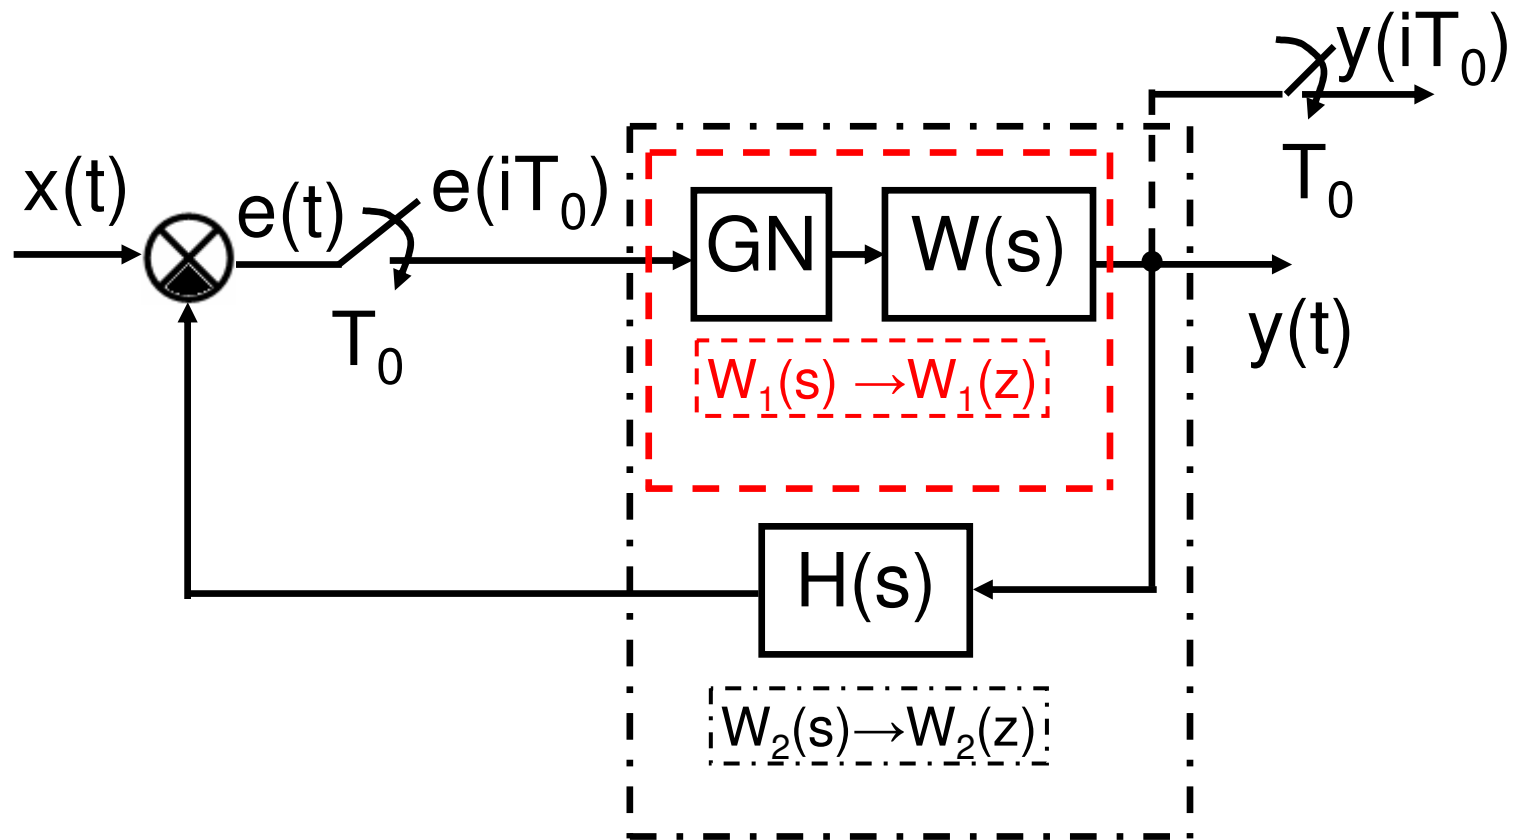 y(iT₀)
T₀
x(t)
e(t)
e(iT₀)
T₀
GN
W(s)
y(t)
W₁(s) →W₁(z)
H(s)
W₂(s)→W₂(z)